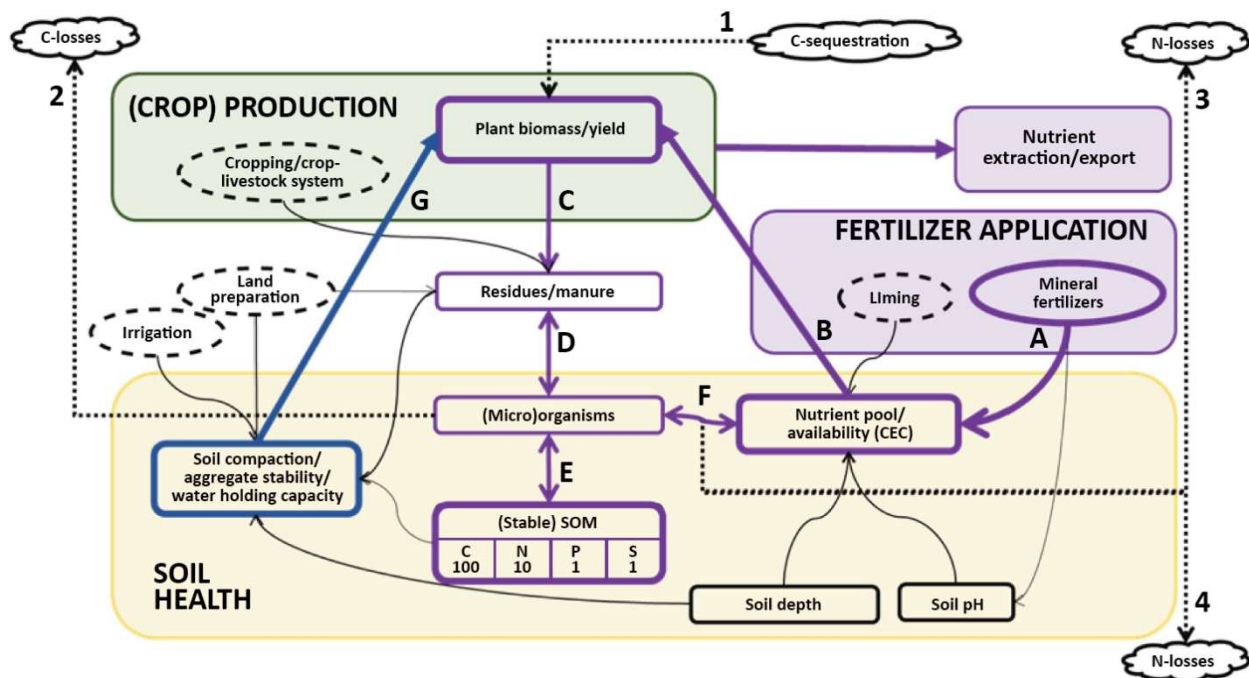 1
C-losses
C-sequestration
N-losses
2
3
(CROP) PRODUCTION
Plant biomass/yield
Nutrient
extraction/export
Cropping/crop-
livestock system
G
C
FERTILIZER APPLICATION
Land
preparation
Residues/manure
LIming
Mineral
fertilizers
Irrigation
D
B
A
F
(Micro)organisms
Nutrient pool/
availability (CEC)
Soil compaction/
aggregate stability/
water holding capacity
E
(Stable) SOM
C N P S
100 10 1 1
SOIL
HEALTH
Soil depth
Soil pH
4
N-losses